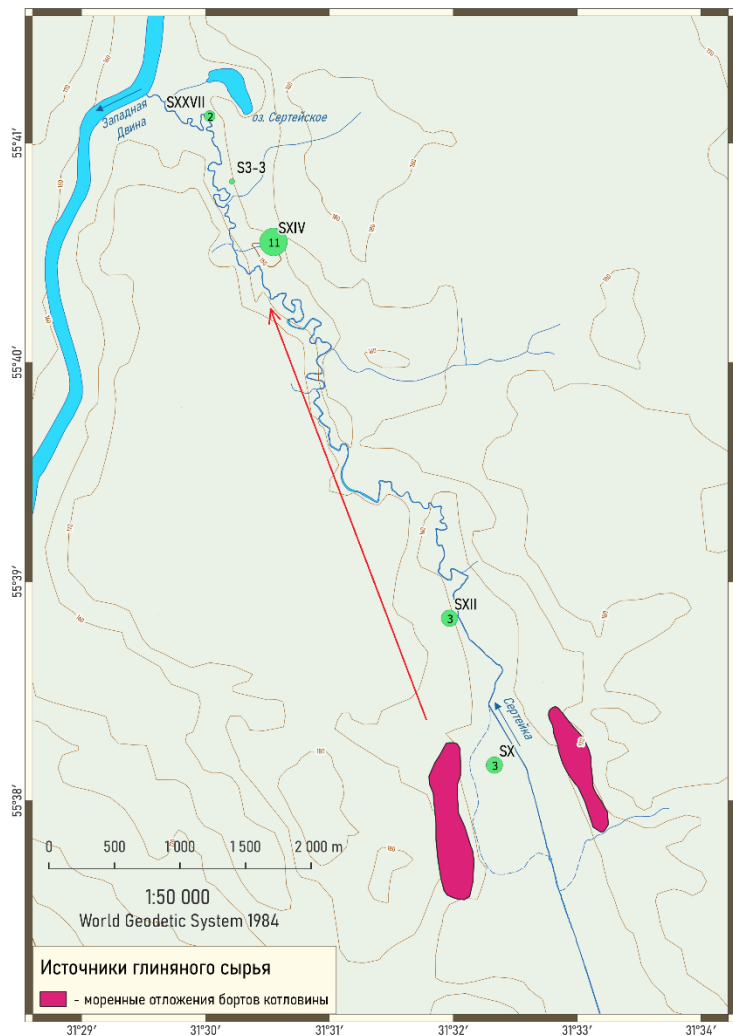 SXXVII
2
оз. Сертейское
Западная
Двина
S3-3
SXIV
11
55°41′
55°40′
55°39′
SXII
3
Сертейка
SX
3
55°38′
0 500 1 000 1 500 2 000 m
1:50 000
World Geodetic System 1984
Источники глиняного сырья
- моренные отложения бортов котловины
31°29′ 31°30′ 31°31′ 31°32′ 31°33′ 31°34′